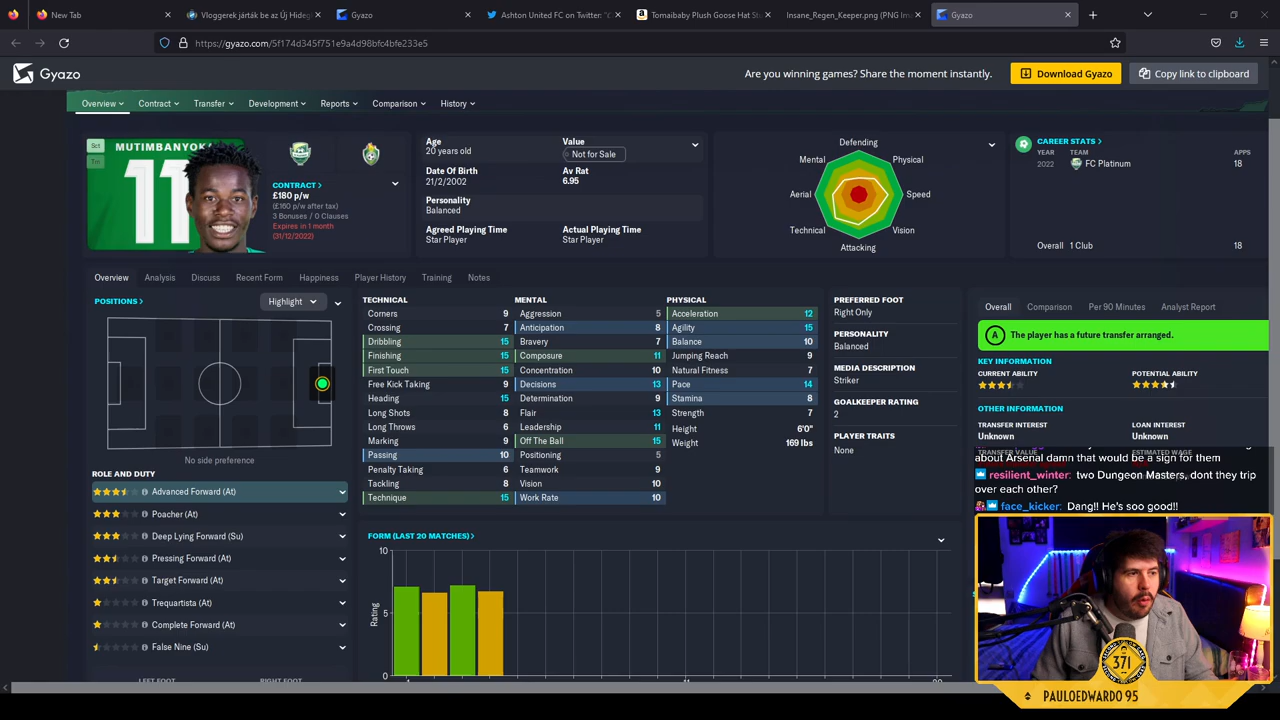 New Tab
Vloggerek járták be az Új Hideg
Gyazo
Ashton United FC on Twitter: "
Tomaibaby Plush Goose Hat S
Insane_Regen_Keeper.png (PNG Im
Gyazo
https://gyazo.com/5f174d345f751e9a4d98bfc4bfe233e5
Gyazo
Are you winning games? Share the moment instantly.
Download Gyazo
Copy link to clipboard
Overview
Contract
Transfer
Development
Reports
Comparison
History
Sct
Trn
MUTIMBANYOKA
11
CONTRACT >
£180 p/w
(£160 p/w after tax)
3 Bonuses / 0 Clauses
Expires in 1 month
(31/12/2022)
Age
20 years old
Value
Not for Sale
Date Of Birth
21/2/2002
Av Rat
6.95
Personality
Balanced
Agreed Playing Time
Star Player
Actual Playing Time
Star Player
Defending
Mental
Physical
Aerial
Speed
Technical
Vision
Attacking
CAREER STATS >
YEAR TEAM APPS
2022 FC Platinum 18
Overall 1 Club 18
Overview
Analysis
Discuss
Recent Form
Happiness
Player History
Training
Notes
POSITIONS >
Highlight
No side preference
ROLE AND DUTY
Advanced Forward (At)
Poacher (At)
Deep Lying Forward (Su)
Pressing Forward (At)
Target Forward (At)
Trequartista (At)
Complete Forward (At)
False Nine (Su)
LEFT FOOT
RIGHT FOOT
TECHNICAL
Corners 9
Crossing 7
Dribbling 15
Finishing 15
First Touch 15
Free Kick Taking 9
Heading 15
Long Shots 8
Long Throws 6
Marking 9
Passing 10
Penalty Taking 6
Tackling 8
Technique 15
MENTAL
Aggression 5
Anticipation 8
Bravery 7
Composure 11
Concentration 10
Decisions 13
Determination 9
Flair 13
Leadership 11
Off The Ball 15
Positioning 5
Teamwork 9
Vision 10
Work Rate 10
PHYSICAL
Acceleration 12
Agility 15
Balance 10
Jumping Reach 9
Natural Fitness 7
Pace 14
Stamina 8
Strength 7
Height 6'0"
Weight 169 lbs
PREFERRED FOOT
Right Only
PERSONALITY
Balanced
MEDIA DESCRIPTION
Striker
GOALKEEPER RATING
2
PLAYER TRAITS
None
Overall
Comparison
Per 90 Minutes
Analyst Report
A The player has a future transfer arranged.
KEY INFORMATION
CURRENT ABILITY
POTENTIAL ABILITY
OTHER INFORMATION
TRANSFER INTEREST
Unknown
LOAN INTEREST
Unknown
TRANSFER VALUE
ESTIMATED WAGE
about Arsenal damn that would be a sign for them
resilient_winter: two Dungeon Masters, dont they trip
over each other?
face_kicker: Dang!! He's soo good!!
FORM (LAST 20 MATCHES) >
Rating
10
5
0
371
PAULOEDWARDO 95